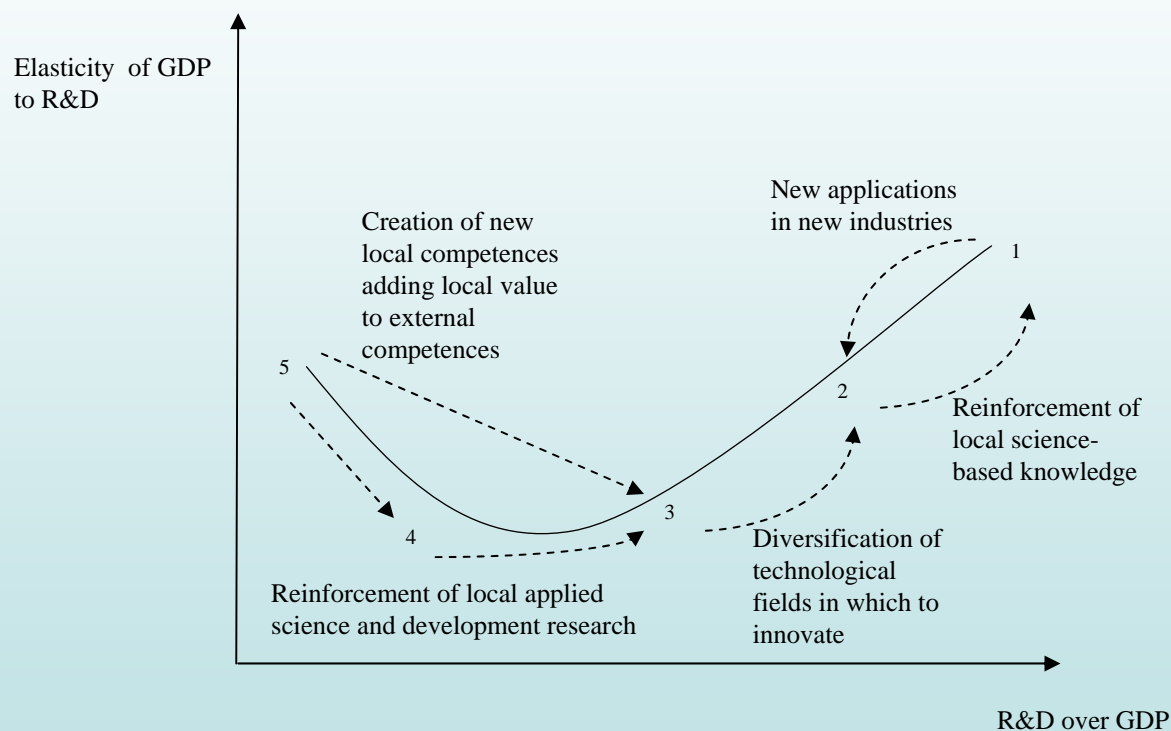 Elasticity of GDP
to R&D
New applications
in new industries
Creation of new
local competences
adding local value
to external
competences
1
5
2
Reinforcement of
local science-
based knowledge
3
4
Diversification of
technological
fields in which to
innovate
Reinforcement of local applied
science and development research
R&D over GDP